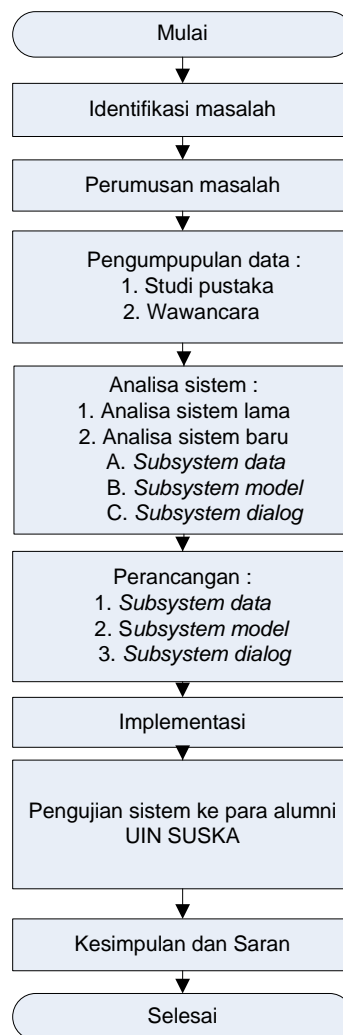 Mulai
Identifikasi masalah
Perumusan masalah
Pengumpupulan data :
1. Studi pustaka
2. Wawancara
Analisa sistem :
1. Analisa sistem lama
2. Analisa sistem baru
A. Subsystem data
B. Subsystem model
C. Subsystem dialog
Perancangan :
1. Subsystem data
2. Subsystem model
3. Subsystem dialog
Implementasi
Pengujian sistem ke para alumni
UIN SUSKA
Kesimpulan dan Saran
Selesai